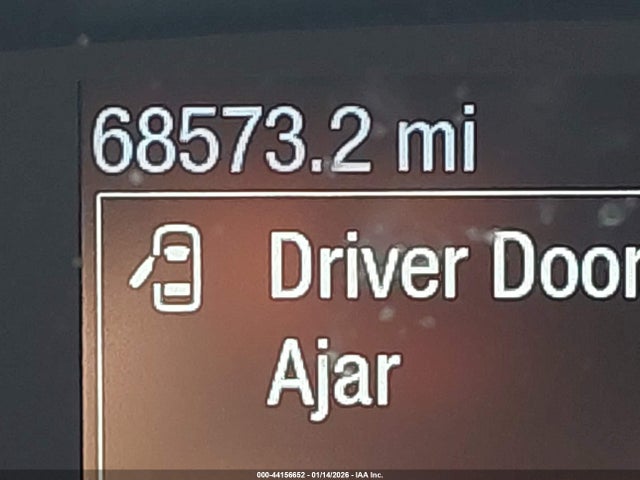 68573.2 mi
Driver Door
Ajar
000-44156652 - 01/14/2026 - IAA Inc.